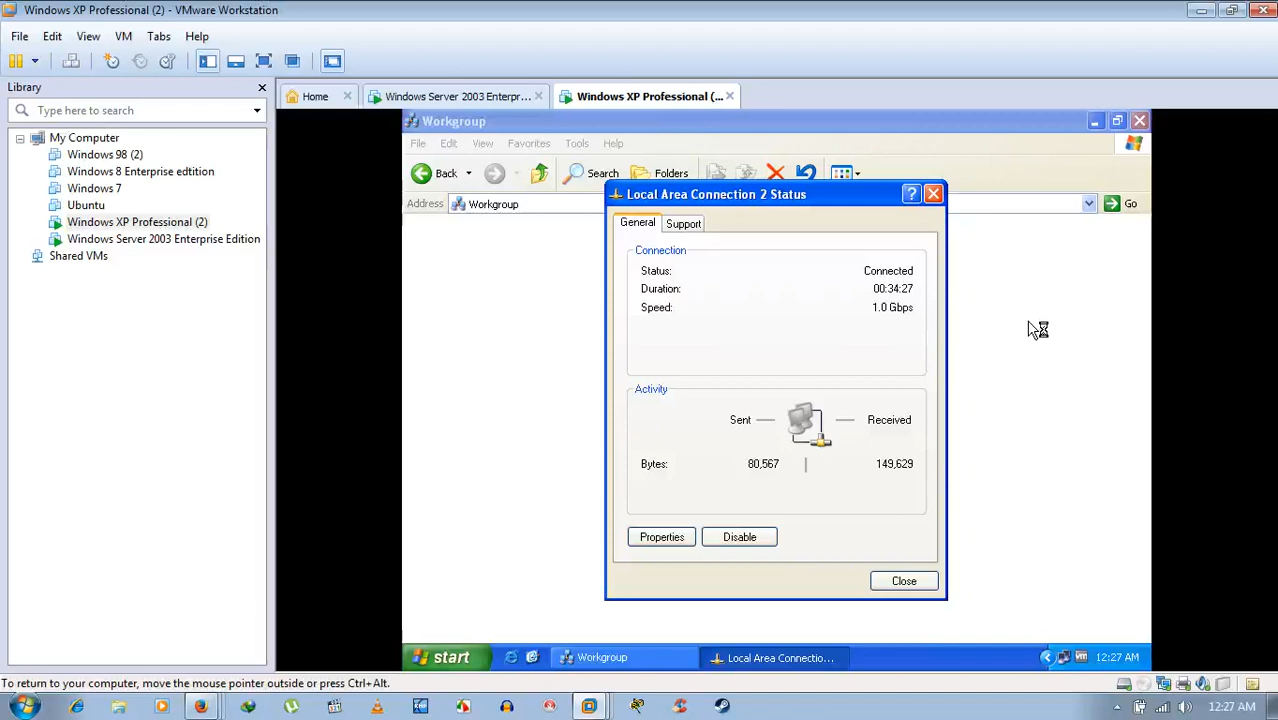 Windows XP Professional (2) - VMware Workstation
File Edit View VM Tabs Help
Library
Type here to search
My Computer
Windows 98 (2)
Windows 8 Enterprise edtition
Windows 7
Ubuntu
Windows XP Professional (2)
Windows Server 2003 Enterprise Edition
Shared VMs
Home
Windows Server 2003 Enterpr...
Windows XP Professional (...
Workgroup
File Edit View Favorites Tools Help
Back Search Folders
Address Workgroup Go
Local Area Connection 2 Status
General Support
Connection
Status: Connected
Duration: 00:34:27
Speed: 1.0 Gbps
Activity
Sent Received
Bytes: 80,567 149,629
Properties Disable
Close
start Workgroup Local Area Connectio... 12:27 AM
To return to your computer, move the mouse pointer outside or press Ctrl+Alt.
12:27 AM